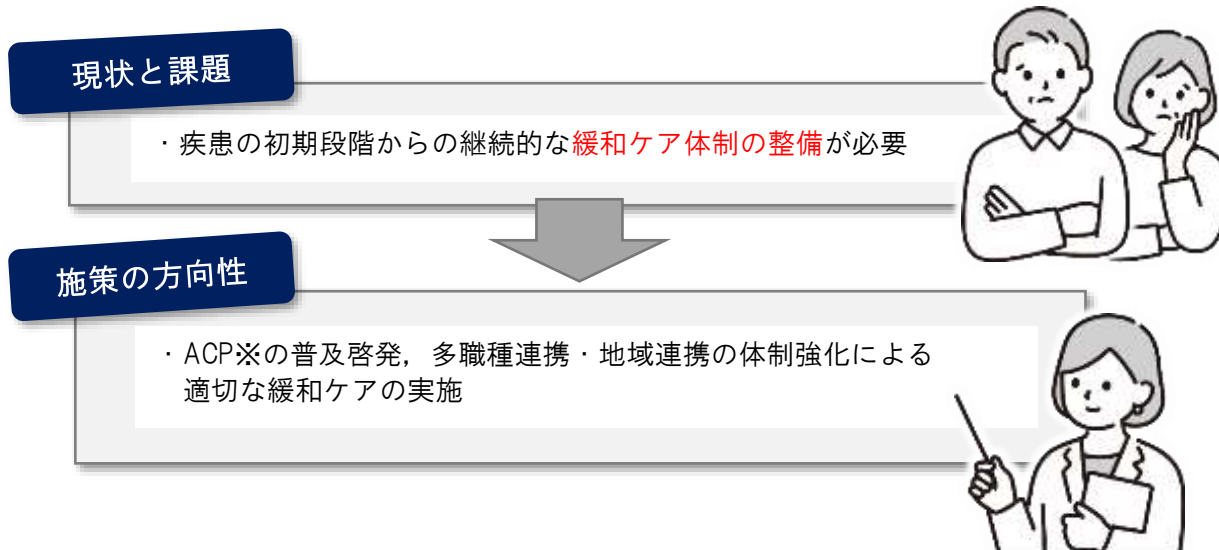 現状と課題
・疾患の初期段階からの継続的な緩和ケア体制の整備が必要
施策の方向性
・ACP※の普及啓発，多職種連携・地域連携の体制強化による
適切な緩和ケアの実施